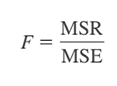 F = MSR / MSE